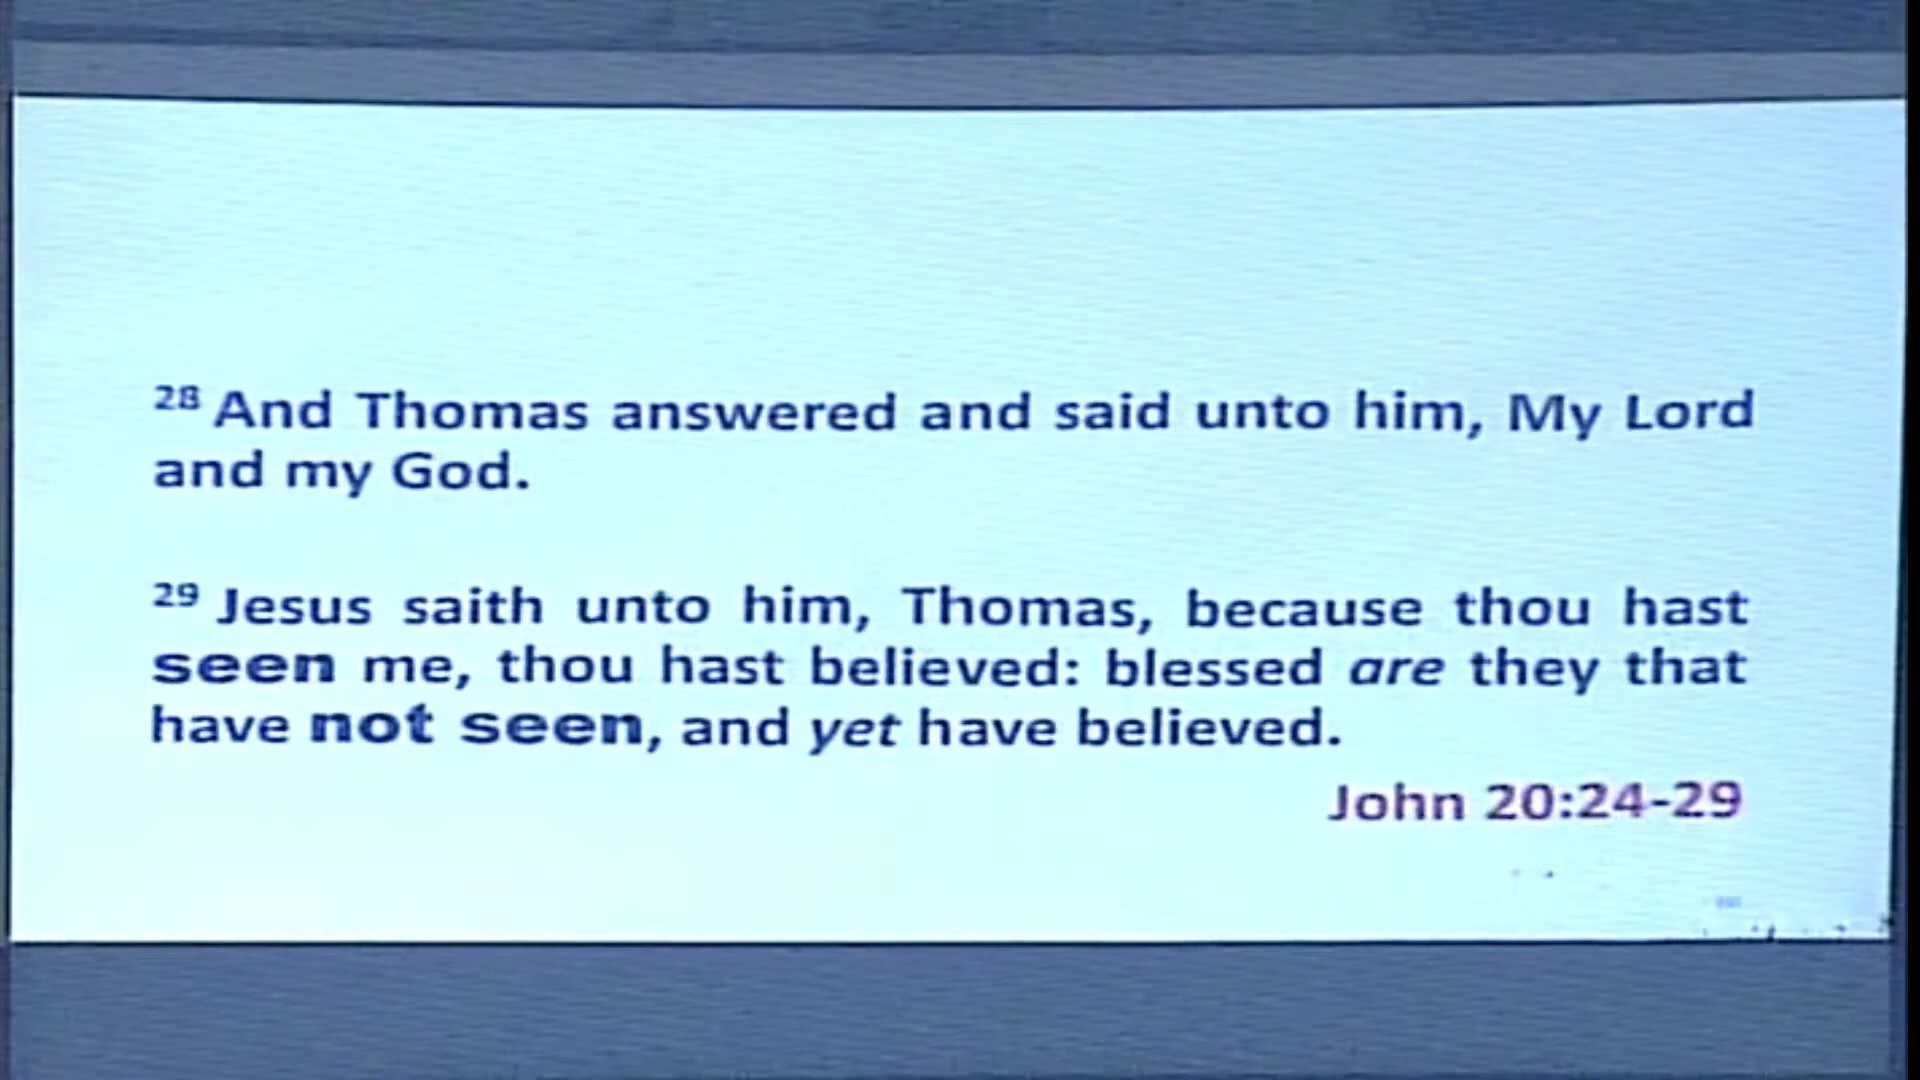 28 And Thomas answered and said unto him, My Lord
and my God.
29 Jesus saith unto him, Thomas, because thou hast
seen me, thou hast believed: blessed are they that
have not seen, and yet have believed.
John 20:24-29